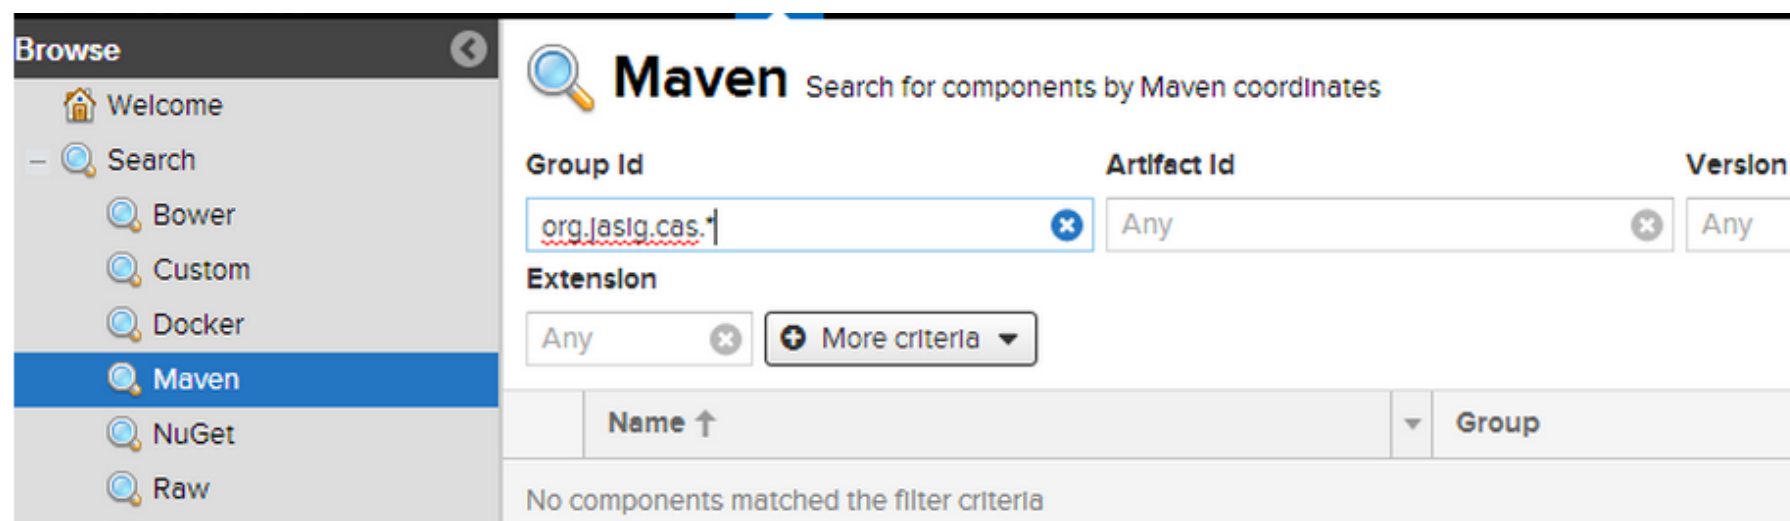 Browse
Welcome
Search
Bower
Custom
Docker
Maven
NuGet
Raw
Maven Search for components by Maven coordinates
Group Id Artifact Id Version
org.jasig.cas.* Any Any
Extension
Any More criteria
Name Group
No components matched the filter criteria